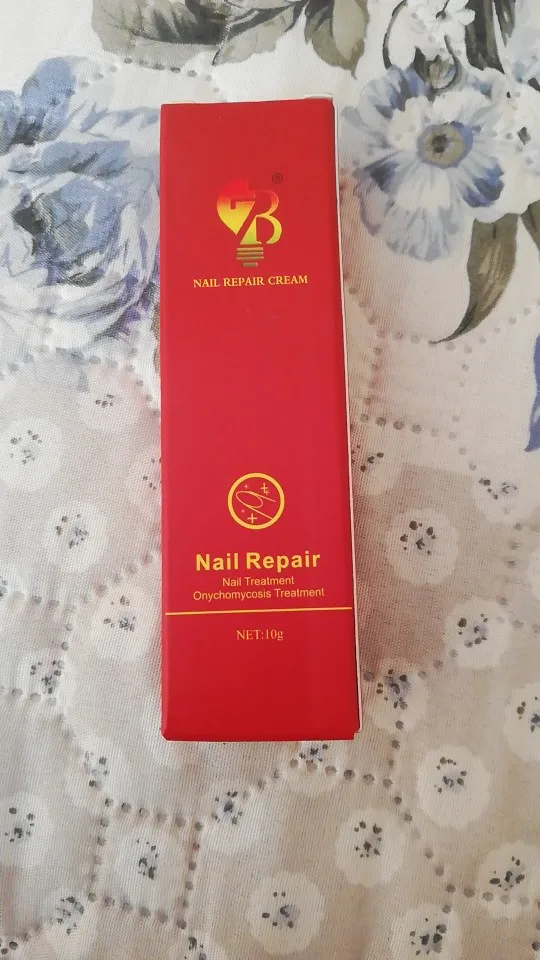 ®
B
NAIL REPAIR CREAM
Nail Repair
Nail Treatment
Onychomycosis Treatment
NET:10g